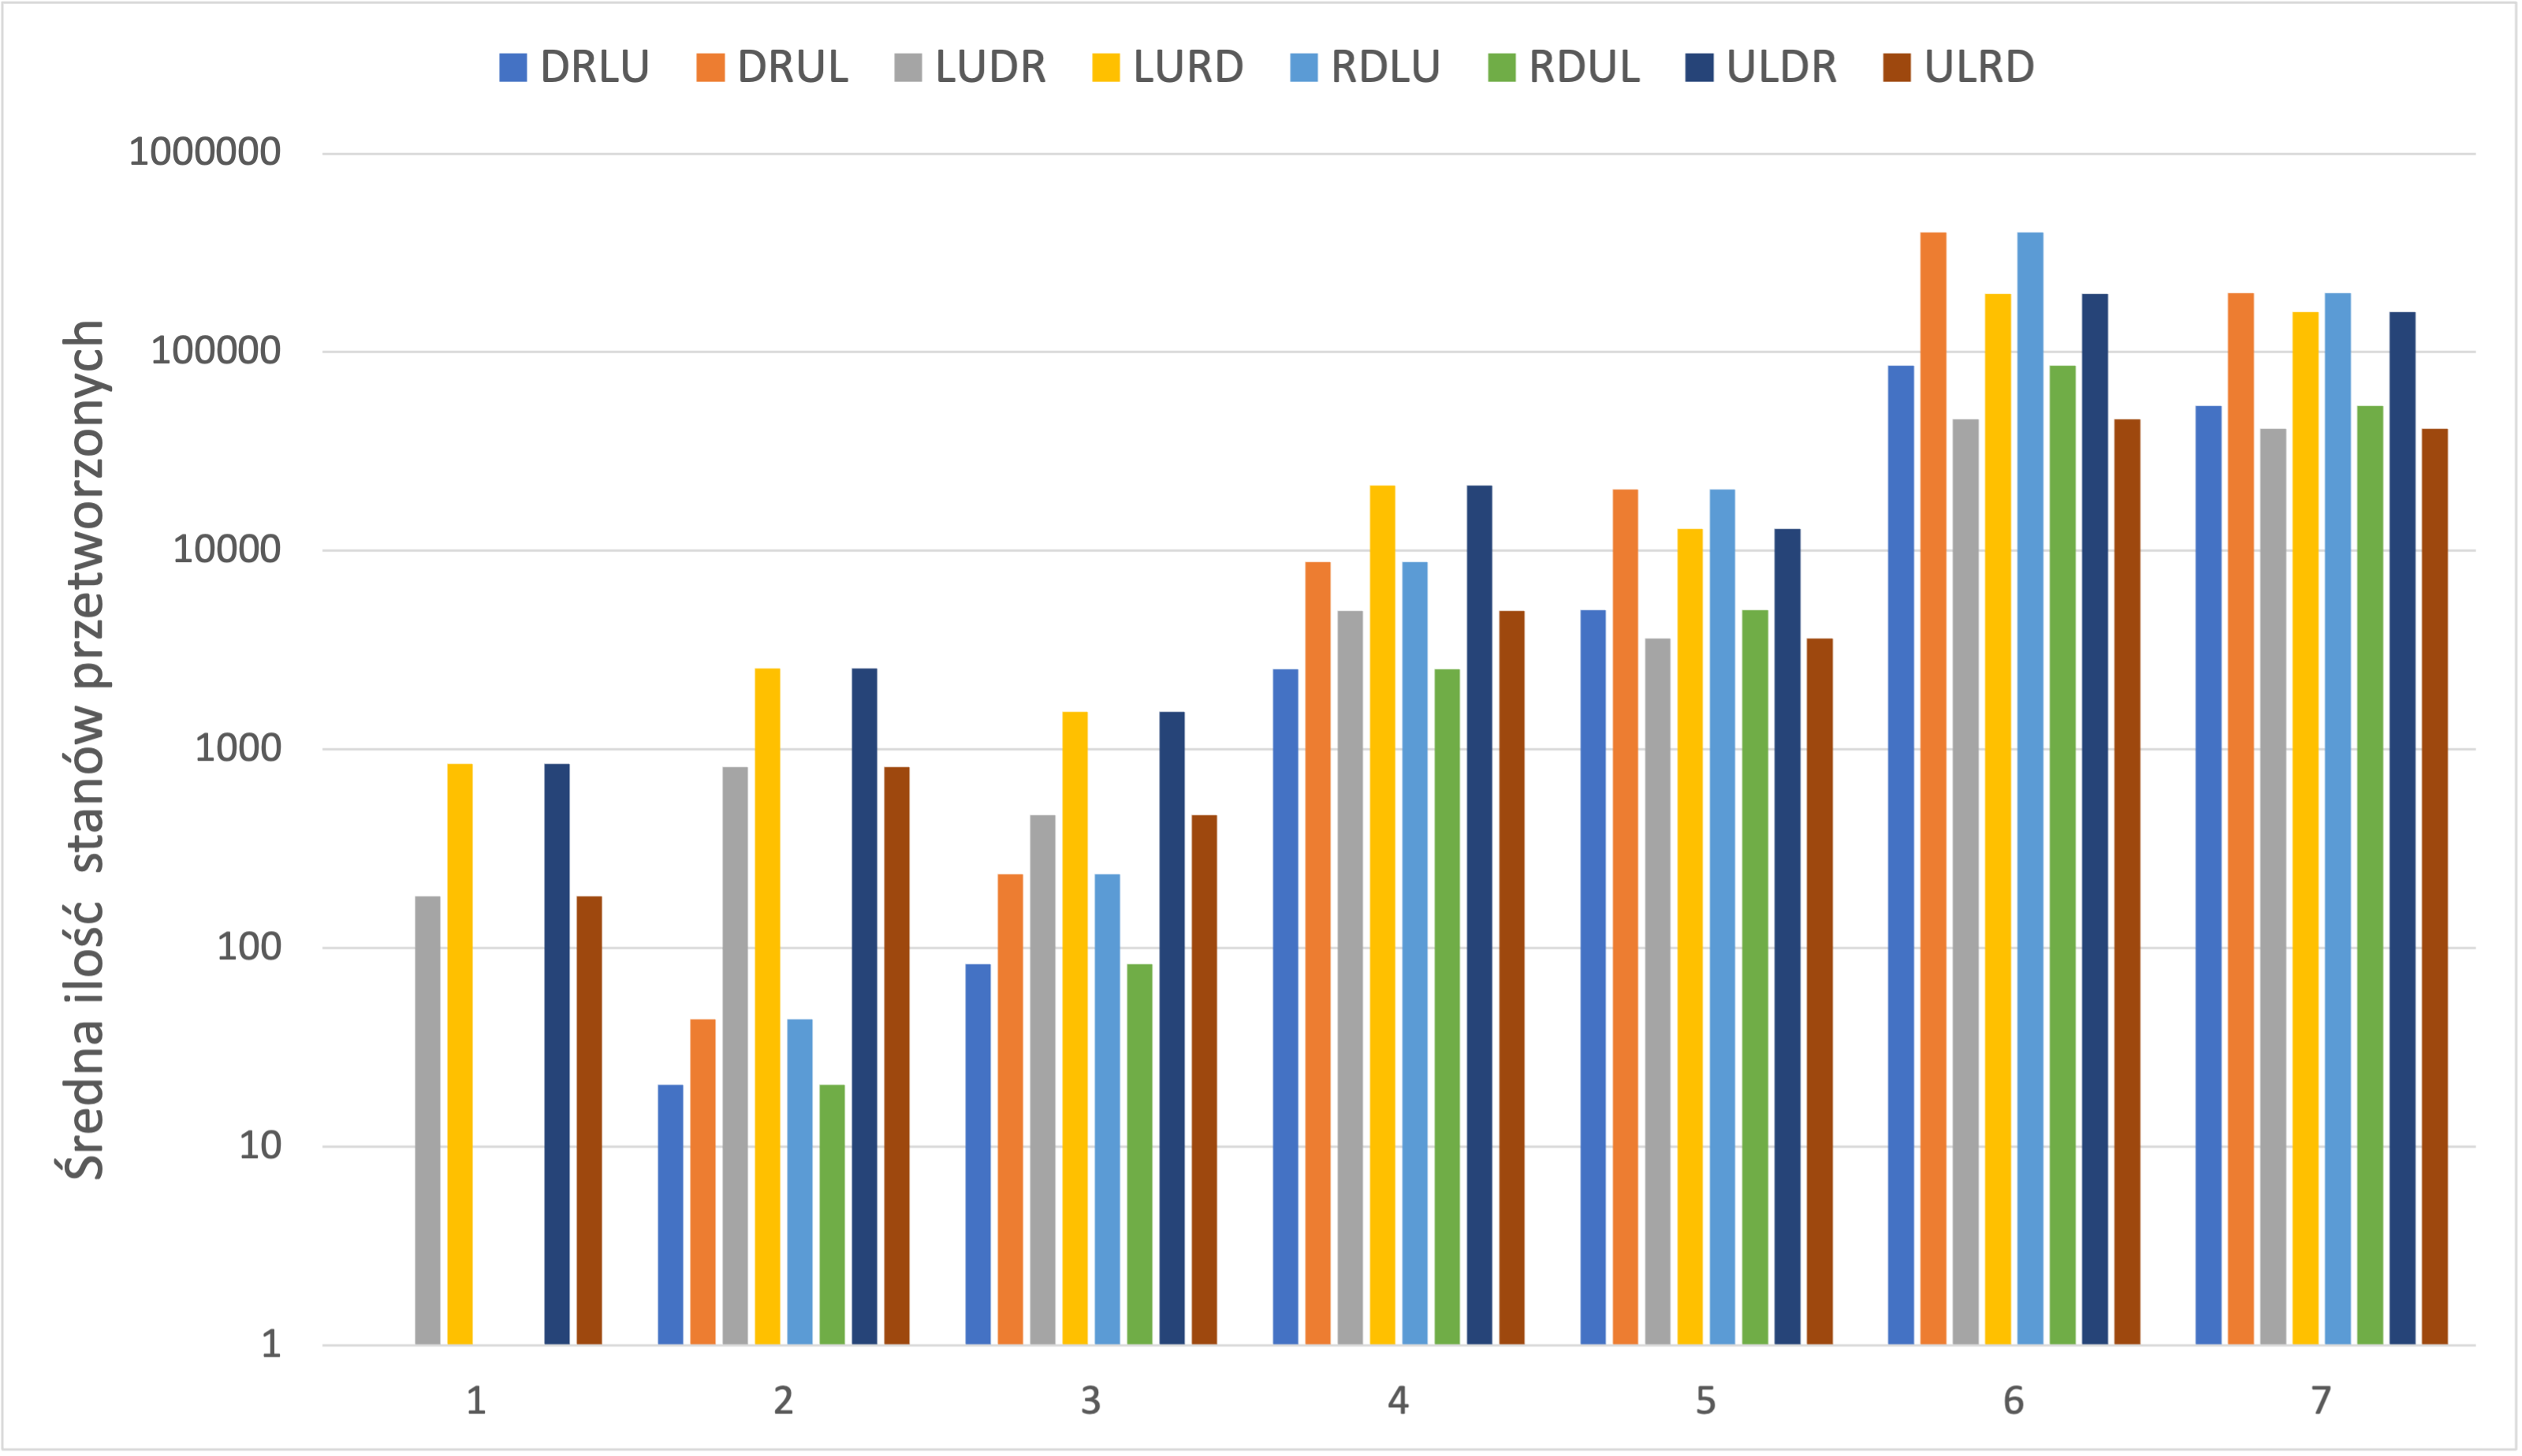 DRLU DRUL LUDR LURD RDLU RDUL ULDR ULRD
Średna ilość  stanów przetworzonych
1000000
100000
10000
1000
100
10
1
1 2 3 4 5 6 7